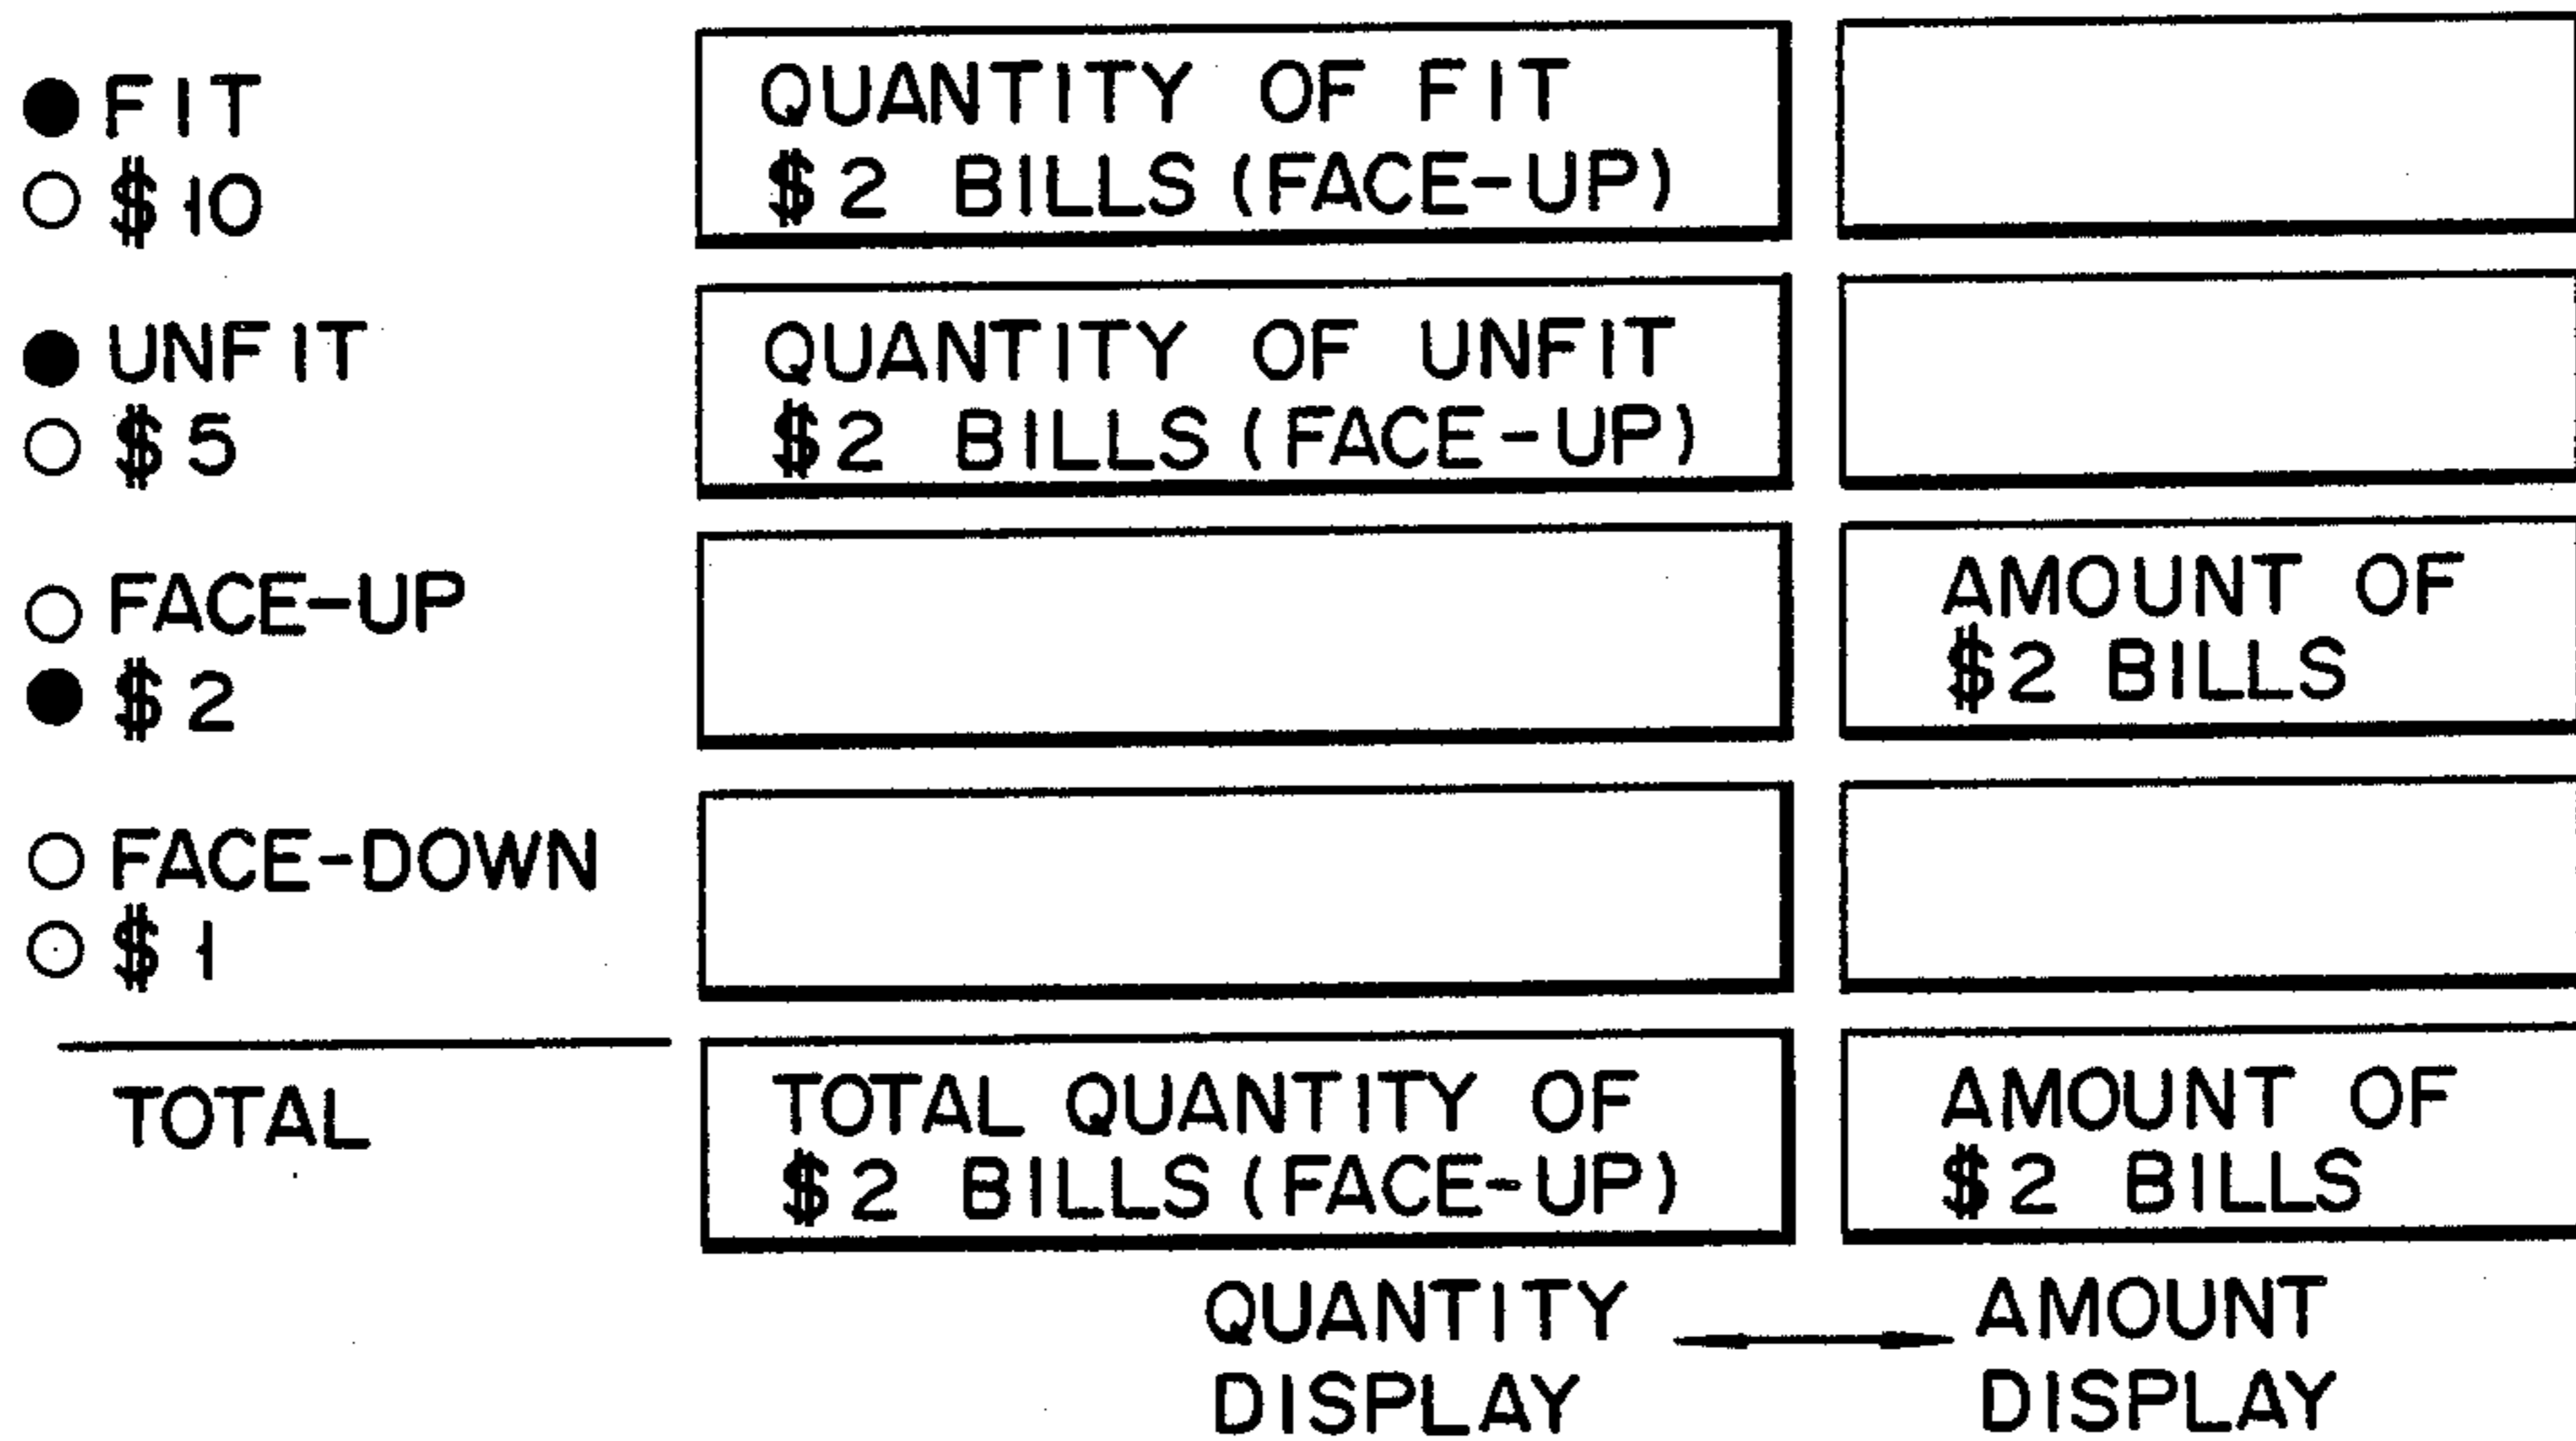 FIT
$10
QUANTITY OF FIT
$2 BILLS (FACE-UP)
UNFIT
$5
QUANTITY OF UNFIT
$2 BILLS (FACE-UP)
FACE-UP
$2
AMOUNT OF
$2 BILLS
FACE-DOWN
$1
TOTAL
TOTAL QUANTITY OF
$2 BILLS (FACE-UP)
AMOUNT OF
$2 BILLS
QUANTITY
DISPLAY
AMOUNT
DISPLAY